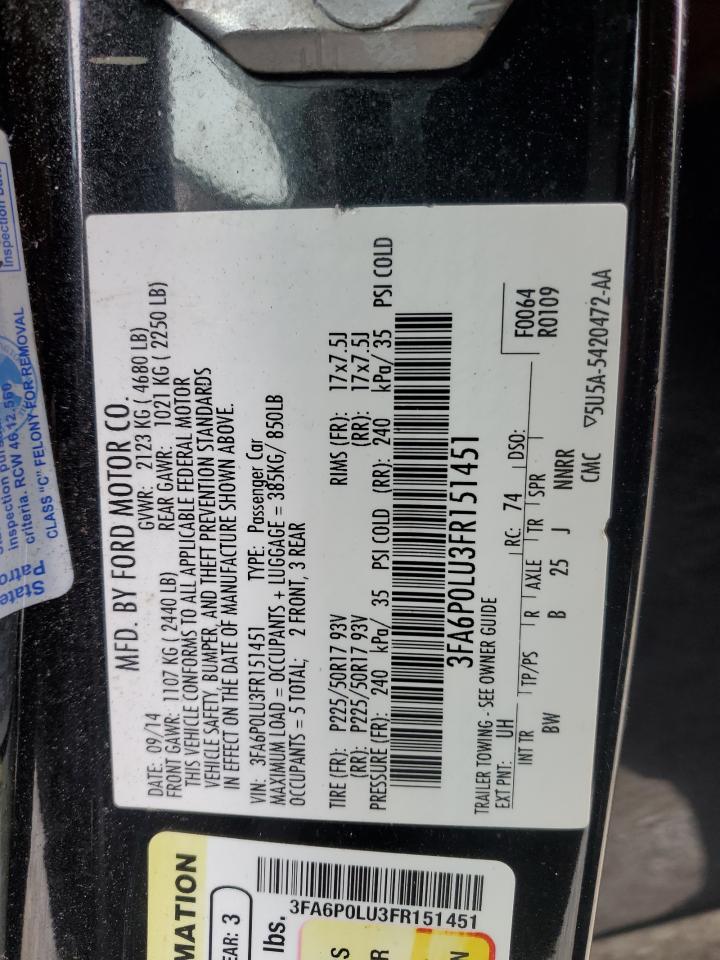 MFD. BY FORD MOTOR CO.
DATE: 09/14 GVWR: 2123 KG ( 4680 LB)
FRONT GAWR: 1107 KG ( 2440 LB) REAR GAWR: 1021 KG ( 2250 LB)
THIS VEHICLE CONFORMS TO ALL APPLICABLE FEDERAL MOTOR
VEHICLE SAFETY, BUMPER, AND THEFT PREVENTION STANDARDS
IN EFFECT ON THE DATE OF MANUFACTURE SHOWN ABOVE.
VIN: 3FA6P0LU3FR151451 TYPE: Passenger Car
MAXIMUM LOAD = OCCUPANTS + LUGGAGE = 385KG/ 850LB
OCCUPANTS = 5 TOTAL; 2 FRONT, 3 REAR
TIRE (FR): P225/50R17 93V RIMS (FR): 17x7.5J
(RR): P225/50R17 93V (RR): 17x7.5J
PRESSURE (FR): 240 kPa/ 35 PSI COLD (RR): 240 kPa/ 35 PSI COLD
3FA6P0LU3FR151451
TRAILER TOWING - SEE OWNER GUIDE
F0064
R0109
EXT PNT: UH RC: 74 DSO:
INT TR TP/PS R AXLE TR SPR
BW B 25 J NNRR
CMC ▽5U5A-5420472-AA
State
Patro
inspection
criteria. RCW 46.12.560
CLASS "C" FELONY FOR REMOVAL
Inspection Date
MATION
EAR: 3
lbs.
3FA6P0LU3FR151451
S
R
N